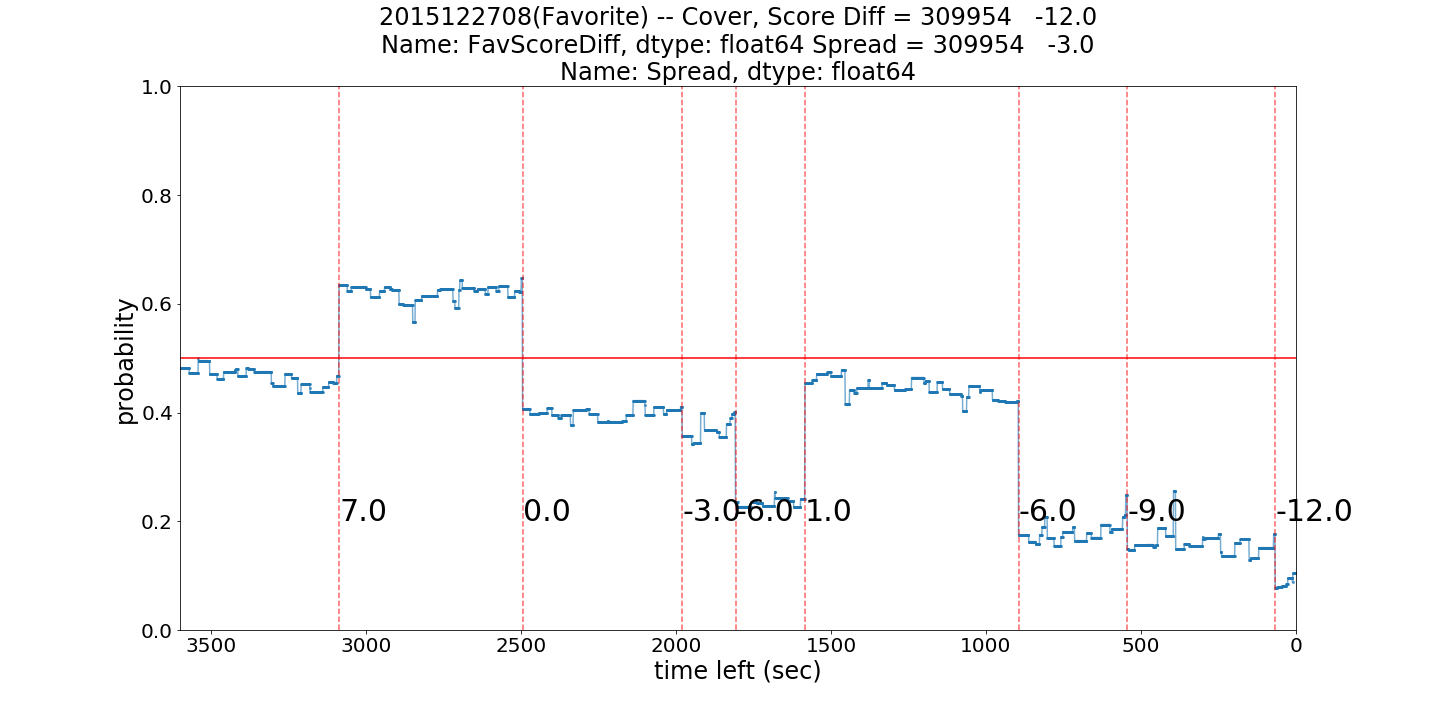 2015122708(Favorite) -- Cover, Score Diff = 309954   -12.0
Name: FavScoreDiff, dtype: float64 Spread = 309954   -3.0
Name: Spread, dtype: float64
1.0
0.8
0.6
0.4
0.2
0.0
probability
7.0
0.0
-3.0
-6.0
1.0
-6.0
-9.0
-12.0
3500 3000 2500 2000 1500 1000 500 0
time left (sec)